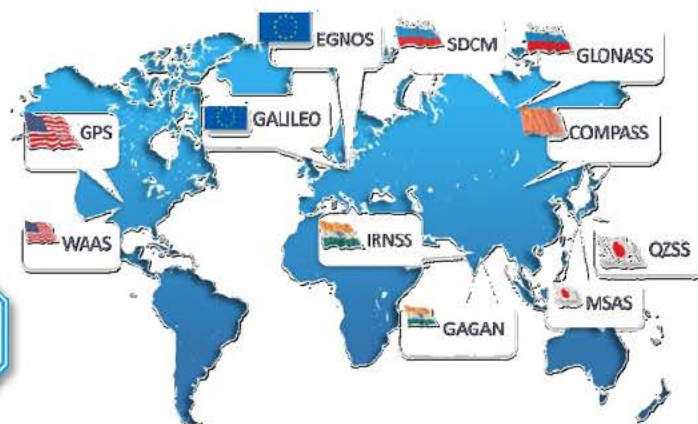 EGNOS
SDCM
GLONASS
GPS
GALILEO
COMPASS
WAAS
IRNSS
QZSS
MSAS
GAGAN